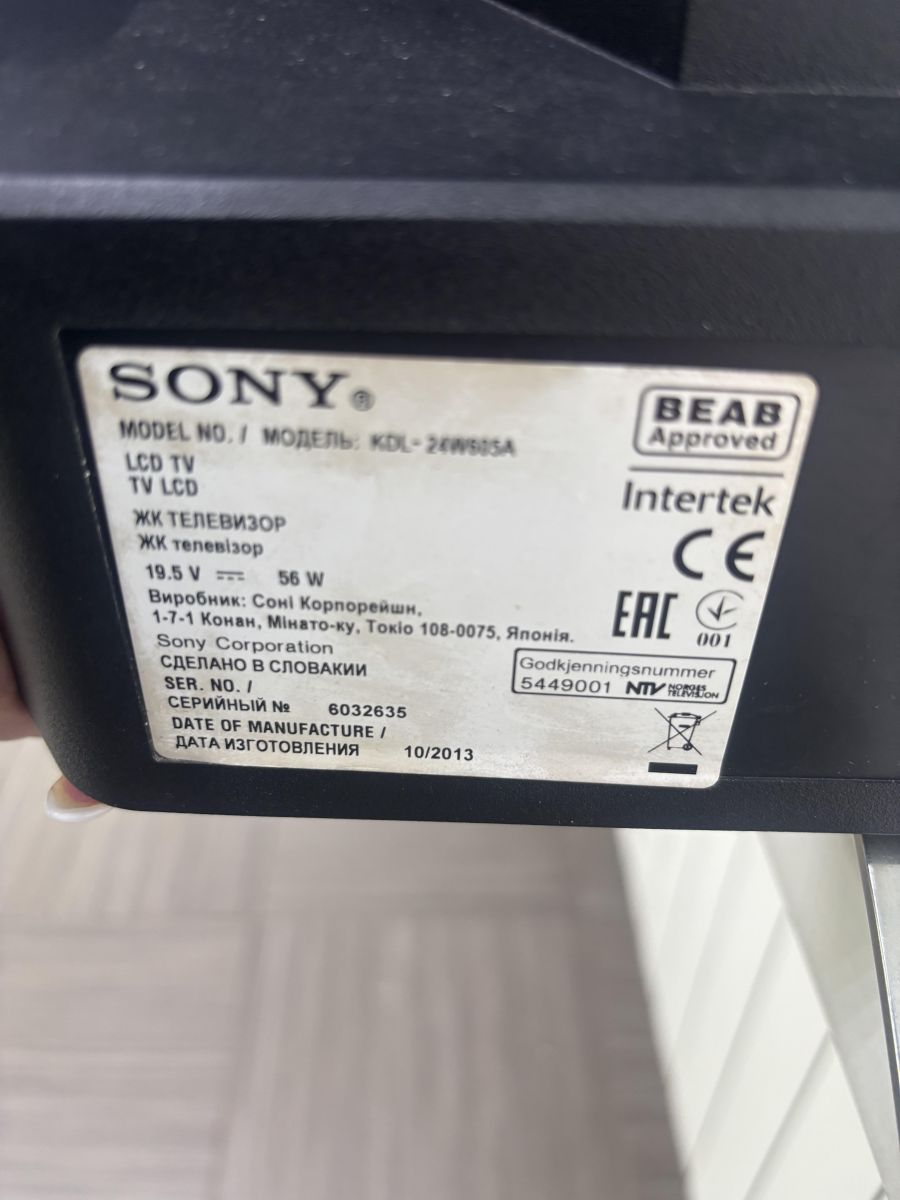 SONY®
MODEL NO. / МОДЕЛЬ: KDL-24W605A
LCD TV
TV LCD
ЖК ТЕЛЕВИЗОР
ЖК телевізор
19.5 V ⎓ 56 W
Виробник: Соні Корпорейшн,
1-7-1 Конан, Мінато-ку, Токіо 108-0075, Японія.
Sony Corporation
СДЕЛАНО В СЛОВАКИИ
SER. NO. /
СЕРИЙНЫЙ № 6032635
DATE OF MANUFACTURE /
ДАТА ИЗГОТОВЛЕНИЯ 10/2013
BEAB
Approved
Intertek
CE
EAC
001
Godkjenningsnummer
5449001 NTV NORGES
TELEVISJON